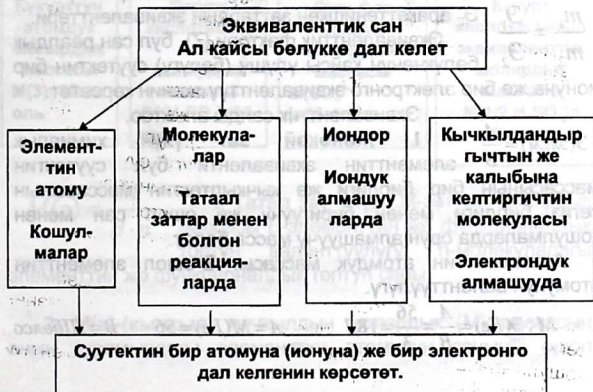 Эквиваленттик сан
Ал кайсы бөлүккө дал келет
Элемент-
тин
атому
Кошул-
малар
Молекула-
лар
Татаал
заттар менен
болгон
реакция-
ларда
Иондор
Иондук
алмашуу
ларда
Кычкылдандыр
гычтын же
калыбына
келтиргичтин
молекуласы
Электрондук
алмашууда
Суутектин бир атомуна (ионуна) же бир электронго
дал келгенин көрсөтөт.